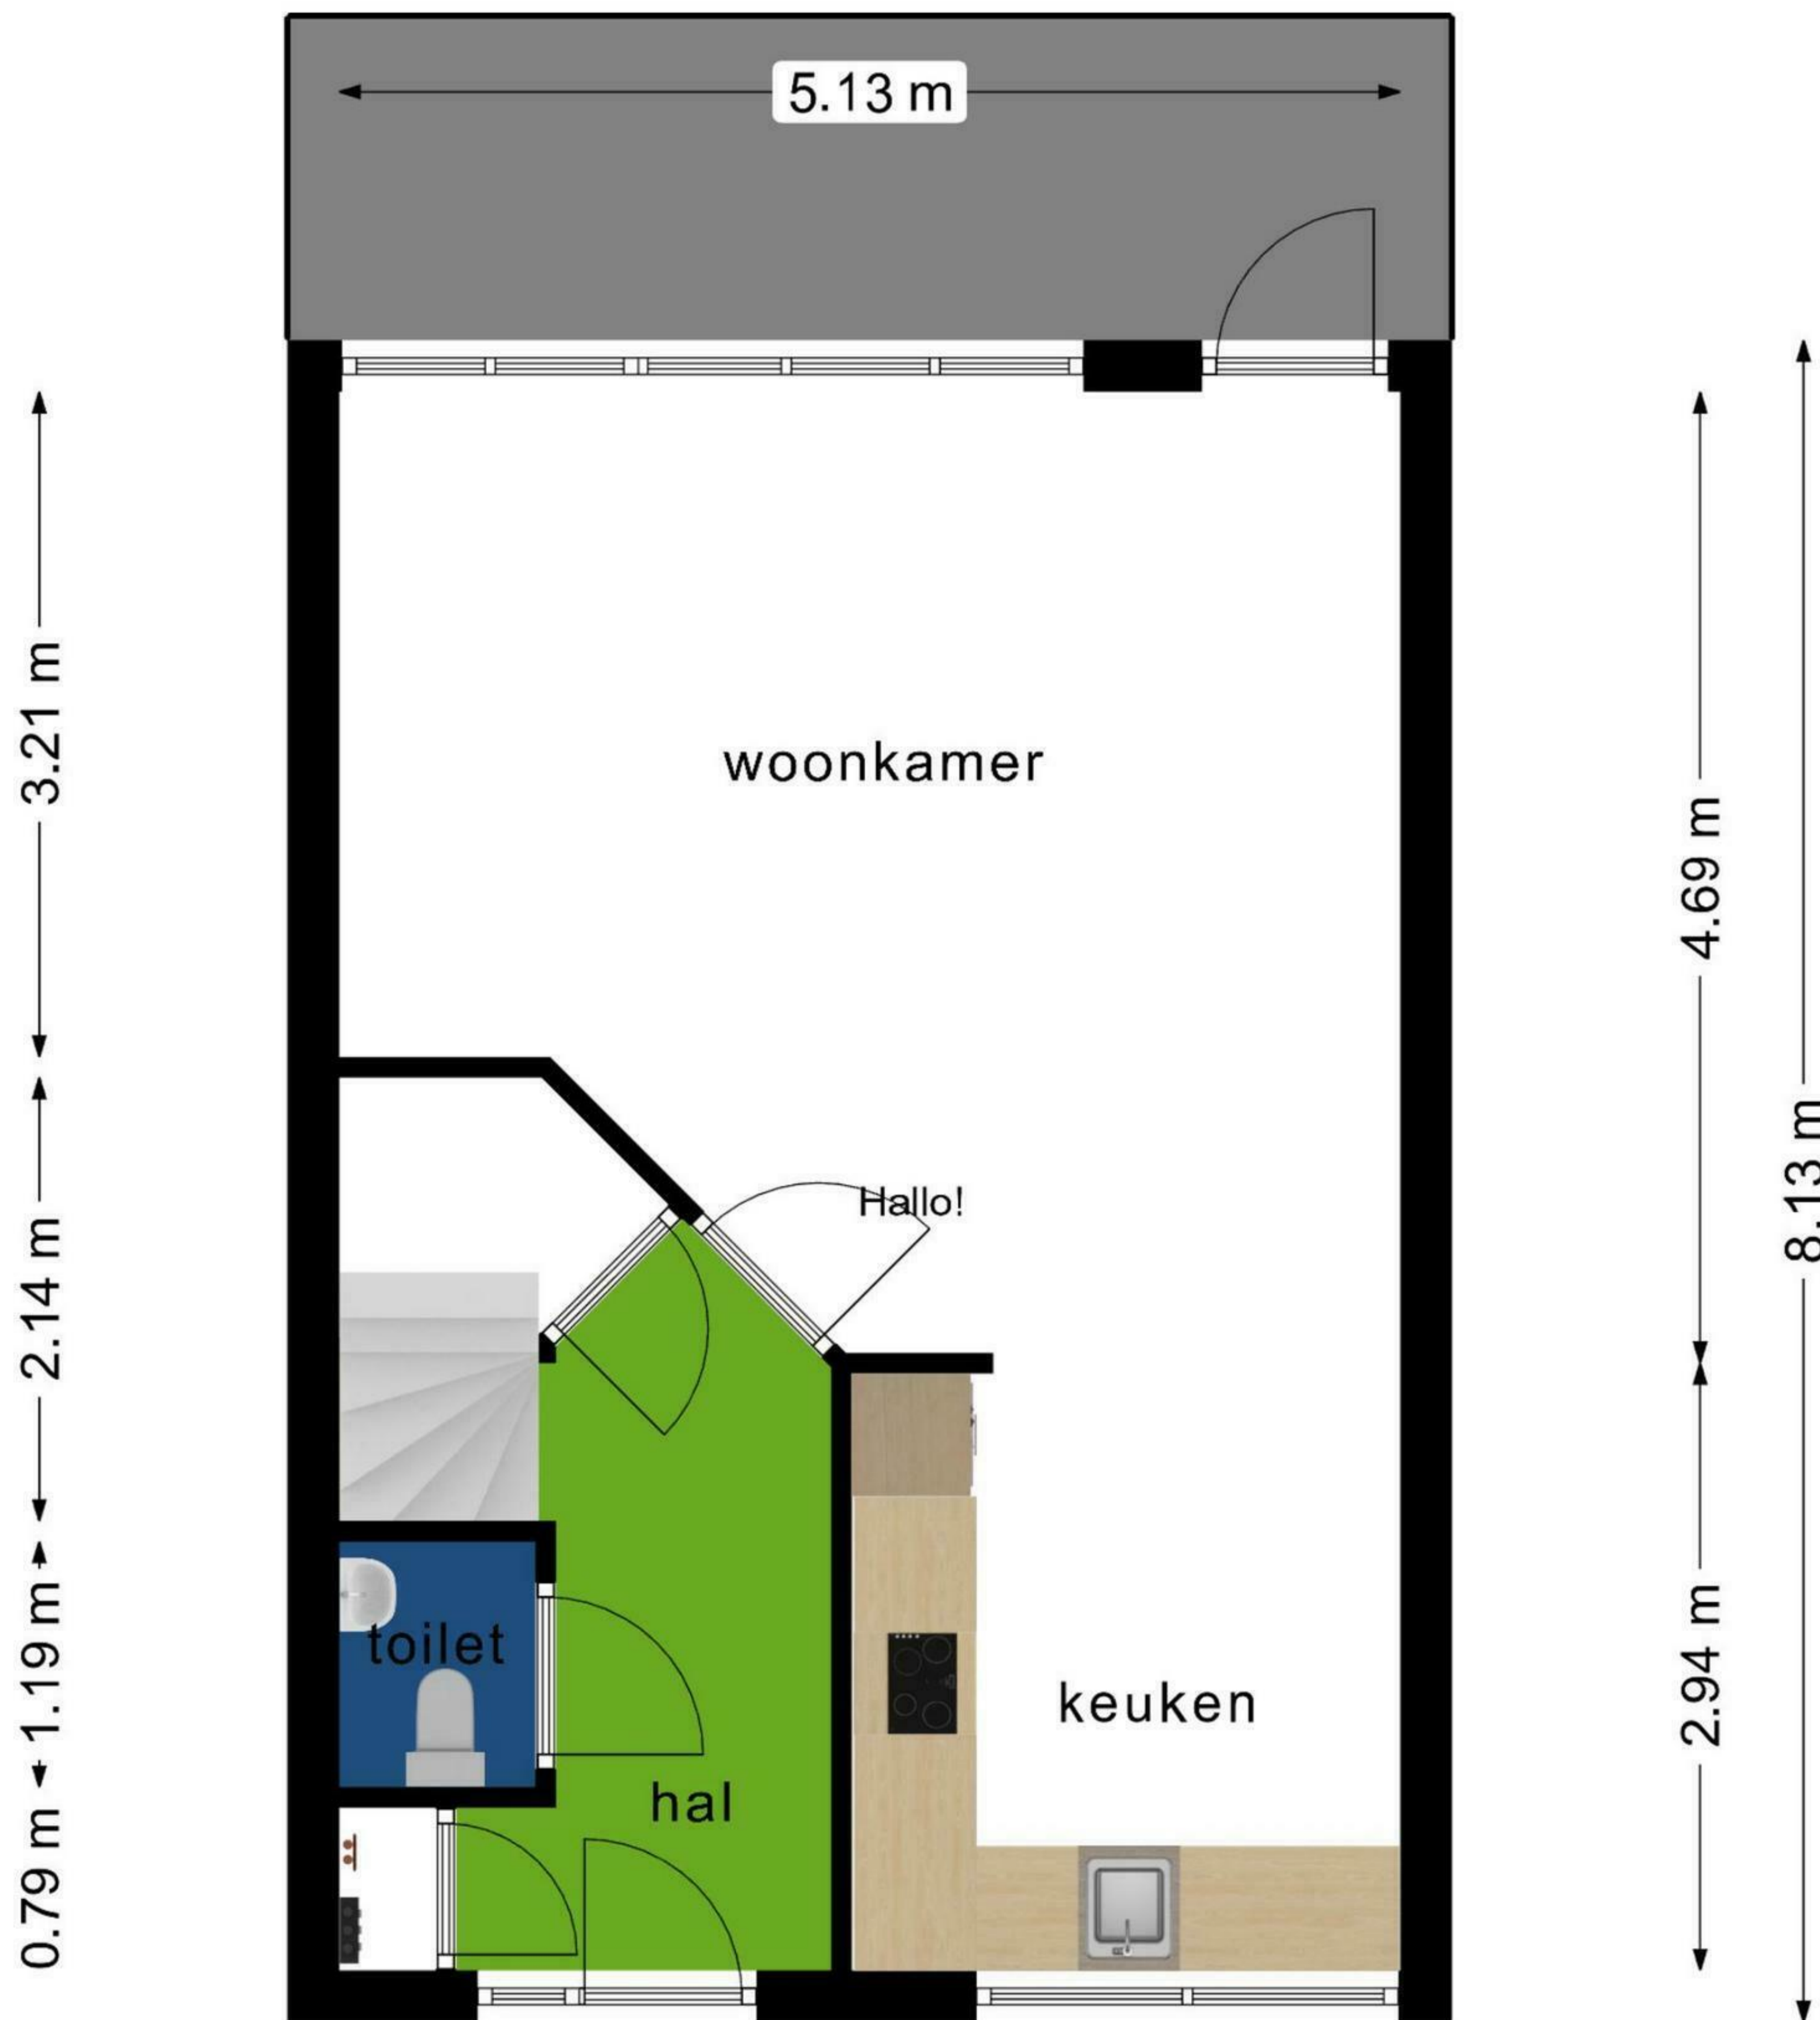 5.13 m
3.21 m
woonkamer
4.69 m
8.13 m
Hallo!
2.14 m
1.19 m
toilet
2.94 m
keuken
hal
0.79 m